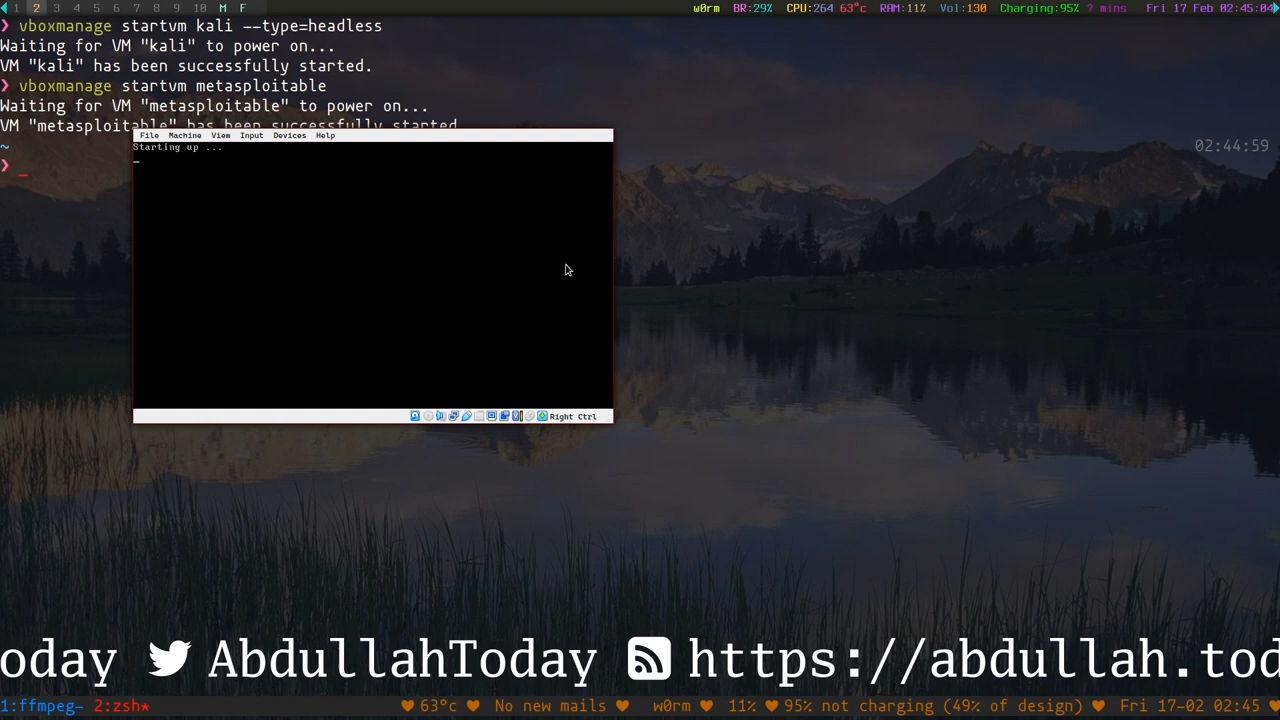 1 2 3 4 5 6 7 8 9 10 M F w0rm BR:29% CPU:264 63°c RAM:11% Vol:130 Charging:95% ? mins Fri 17 Feb 02:45:04
❯ vboxmanage startvm kali --type=headless
Waiting for VM "kali" to power on...
VM "kali" has been successfully started.
❯ vboxmanage startvm metasploitable
Waiting for VM "metasploitable" to power on...
VM "metasploitable" has been successfully started
~ 02:44:59
❯ _
File Machine View Input Devices Help
Starting up ...
_
Right Ctrl
oday AbdullahToday https://abdullah.tod
1:ffmpeg- 2:zsh* ♥ 63°c ♥ No new mails ♥ w0rm ♥ 11% ♥ 95% not charging (49% of design) ♥ Fri 17-02 02:45 ♥